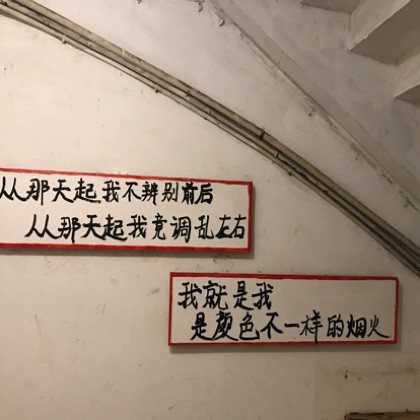 从那天起我不辨别前后
从那天起我竟调乱左右
我就是我
是颜色不一样的烟火